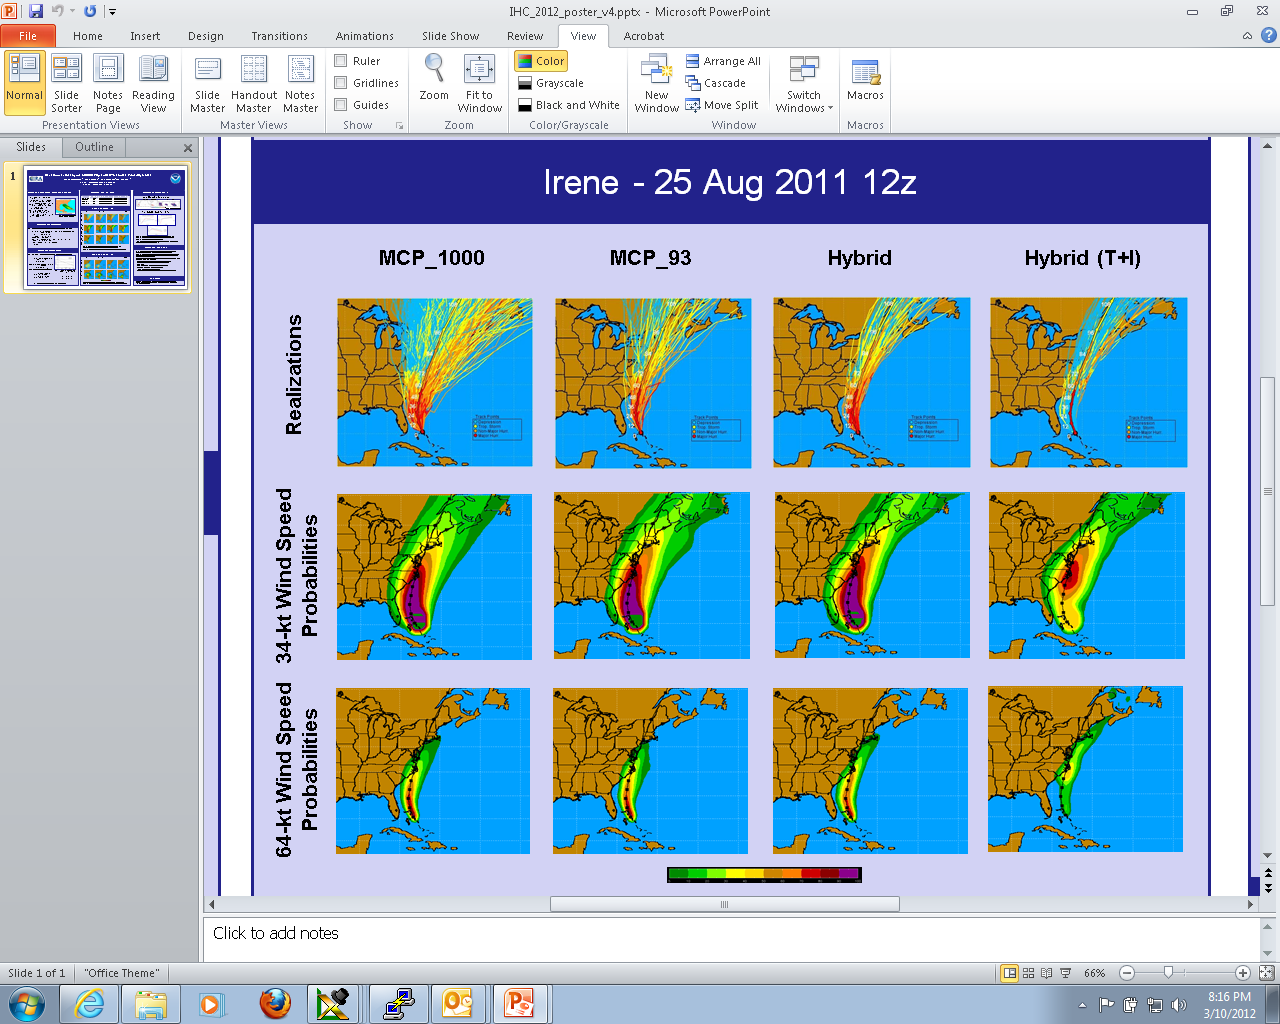 IHC_2012_poster_v4.pptx - Microsoft PowerPoint
File Home Insert Design Transitions Animations Slide Show Review View Acrobat
Normal
Slide Sorter
Notes Page
Reading View
Presentation Views
Slide Master
Handout Master
Notes Master
Master Views
Ruler
Gridlines
Guides
Show
Zoom
Fit to Window
Zoom
Color
Grayscale
Black and White
Color/Grayscale
New Window
Arrange All
Cascade
Move Split
Switch Windows
Window
Macros
Macros
Slides Outline
1
Irene - 25 Aug 2011 12z
MCP_1000 MCP_93 Hybrid Hybrid (T+I)
Realizations
34-kt Wind Speed
Probabilities
64-kt Wind Speed
Probabilities
Click to add notes
Slide 1 of 1 "Office Theme" 66%
8:16 PM
3/10/2012